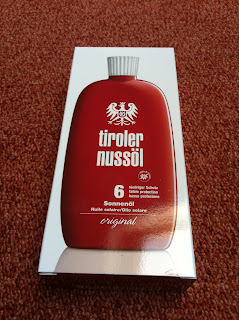 tiroler
nussöl
6
niedriger Schutz
faible protection
bassa protezione
Sonnenöl
Huile solaire/Olio solare
original